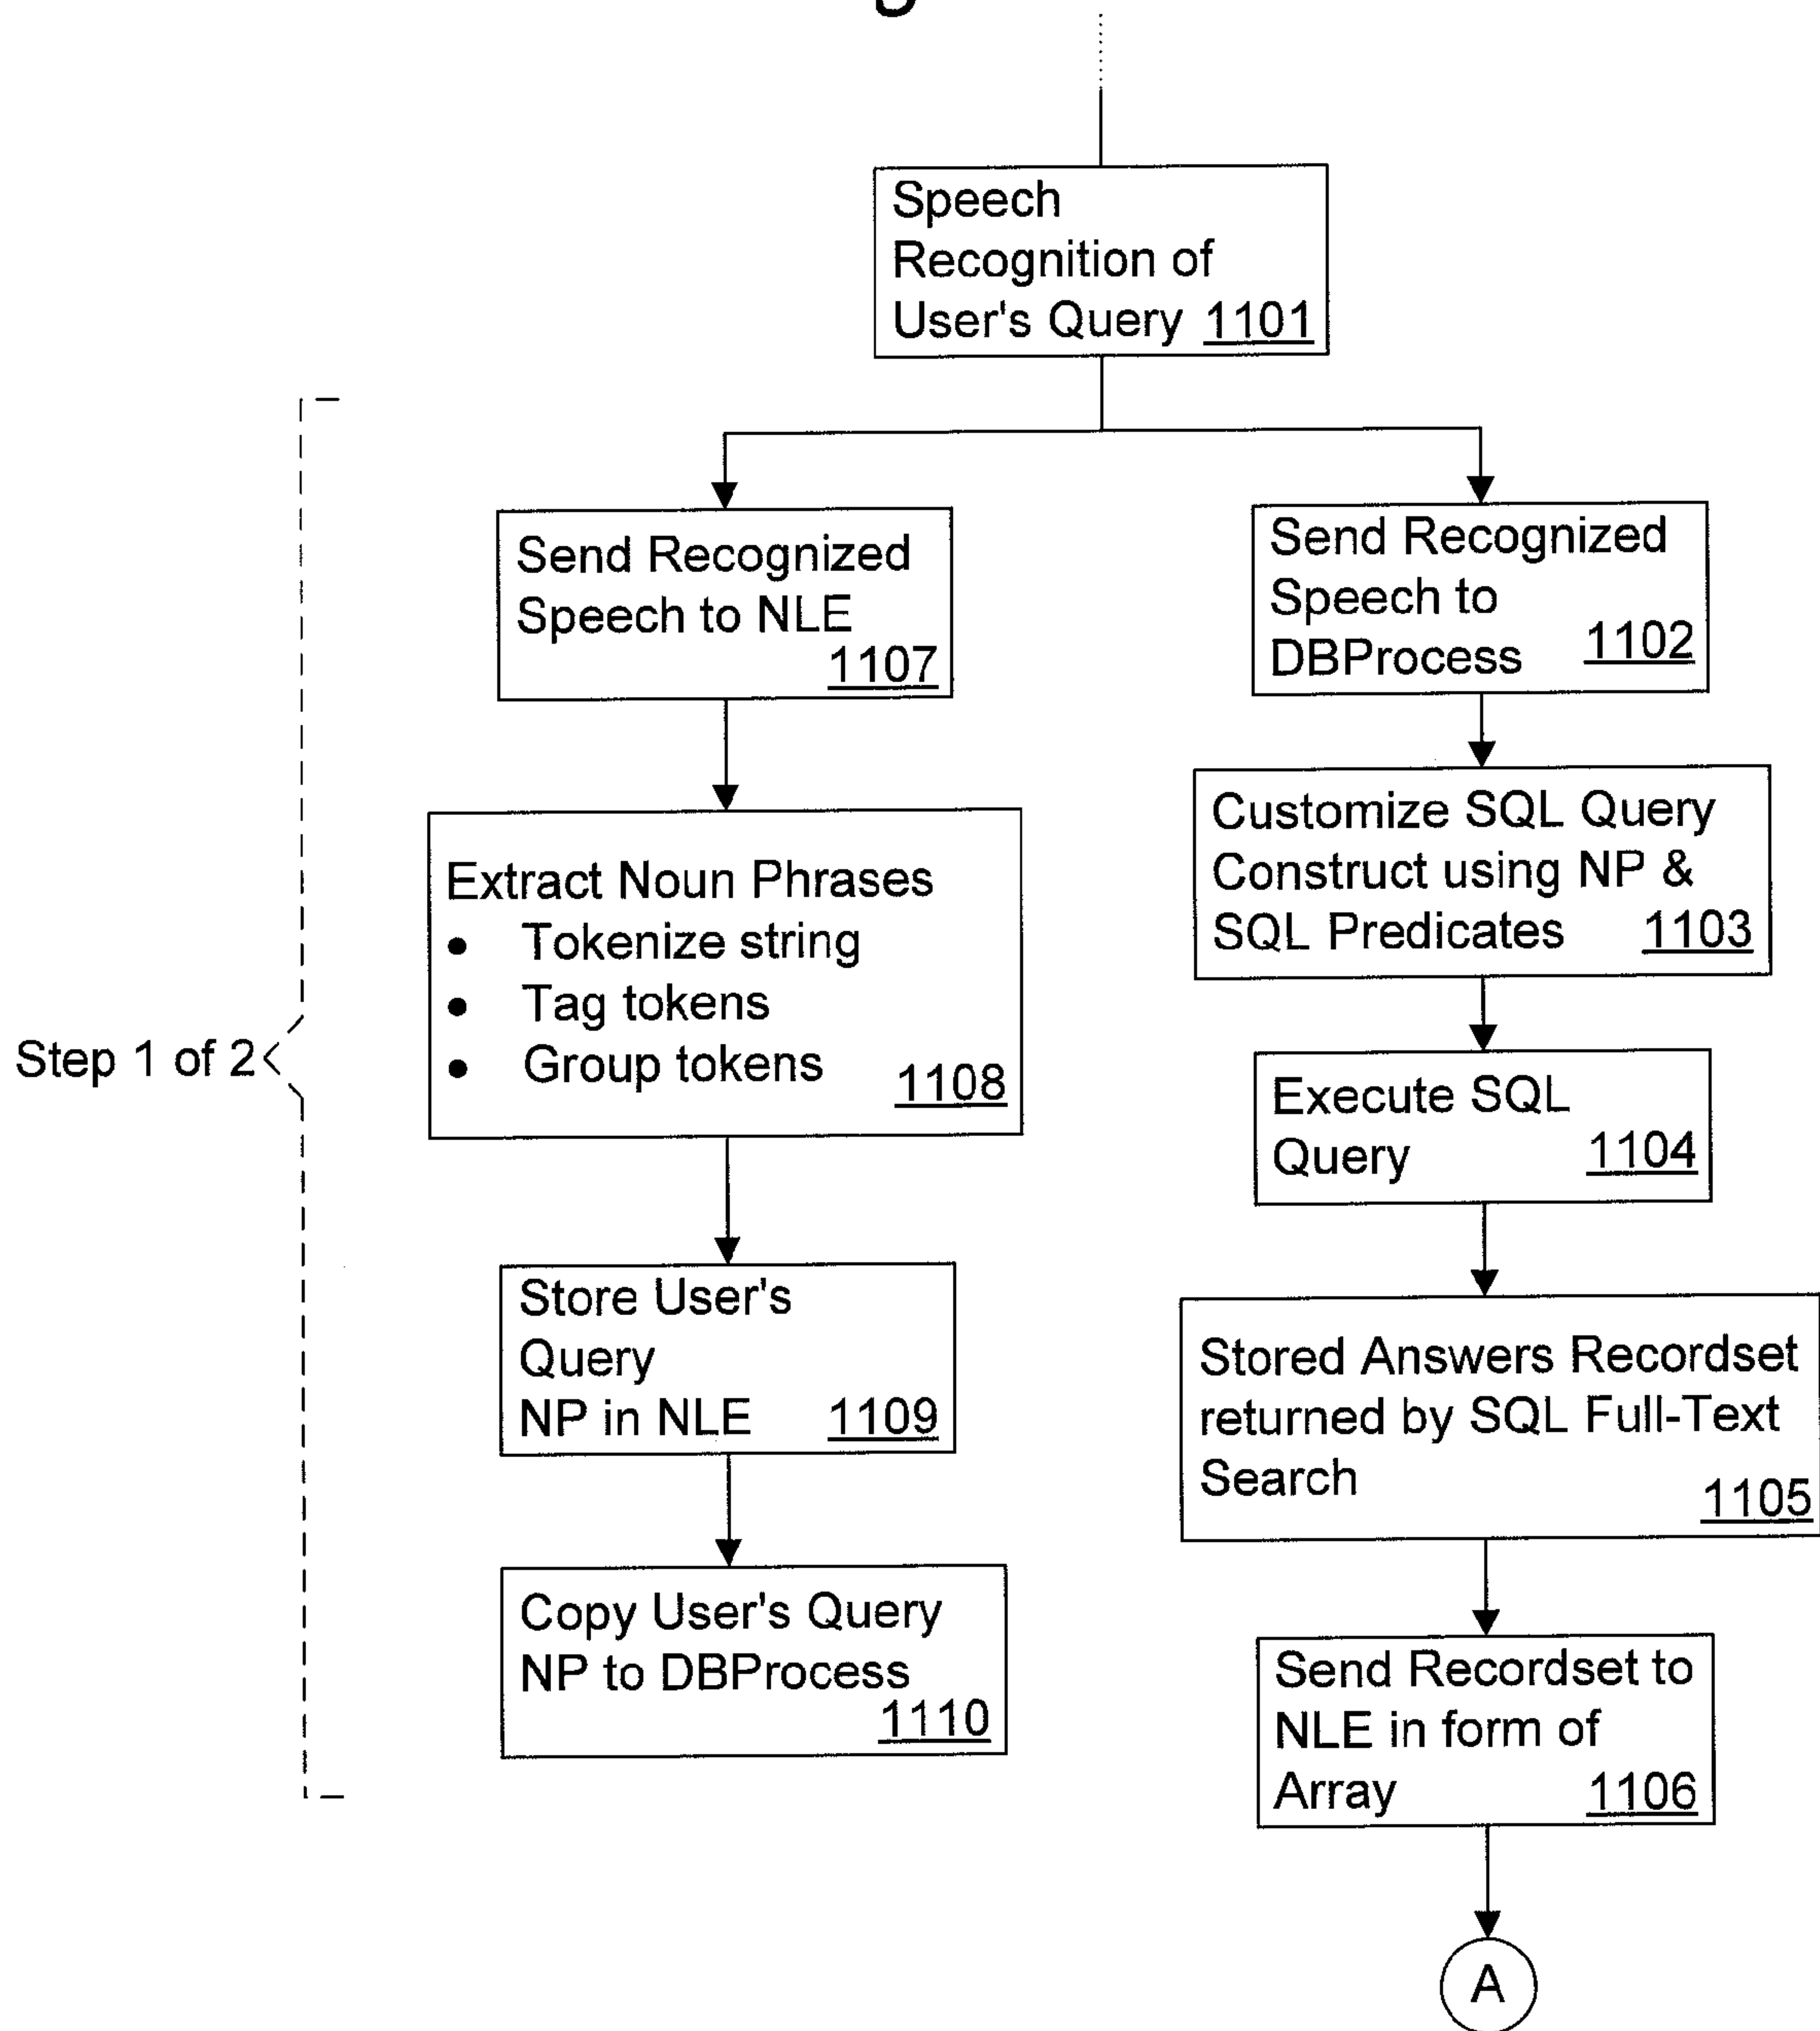 Speech
Recognition of
User's Query 1101
Send Recognized
Speech to NLE
1107
Send Recognized
Speech to
DBProcess 1102
Customize SQL Query
Construct using NP &
SQL Predicates 1103
Extract Noun Phrases
• Tokenize string
• Tag tokens
• Group tokens 1108
Step 1 of 2
Execute SQL
Query 1104
Store User's
Query
NP in NLE 1109
Stored Answers Recordset
returned by SQL Full-Text
Search
1105
Copy User's Query
NP to DBProcess
1110
Send Recordset to
NLE in form of
Array 1106
A